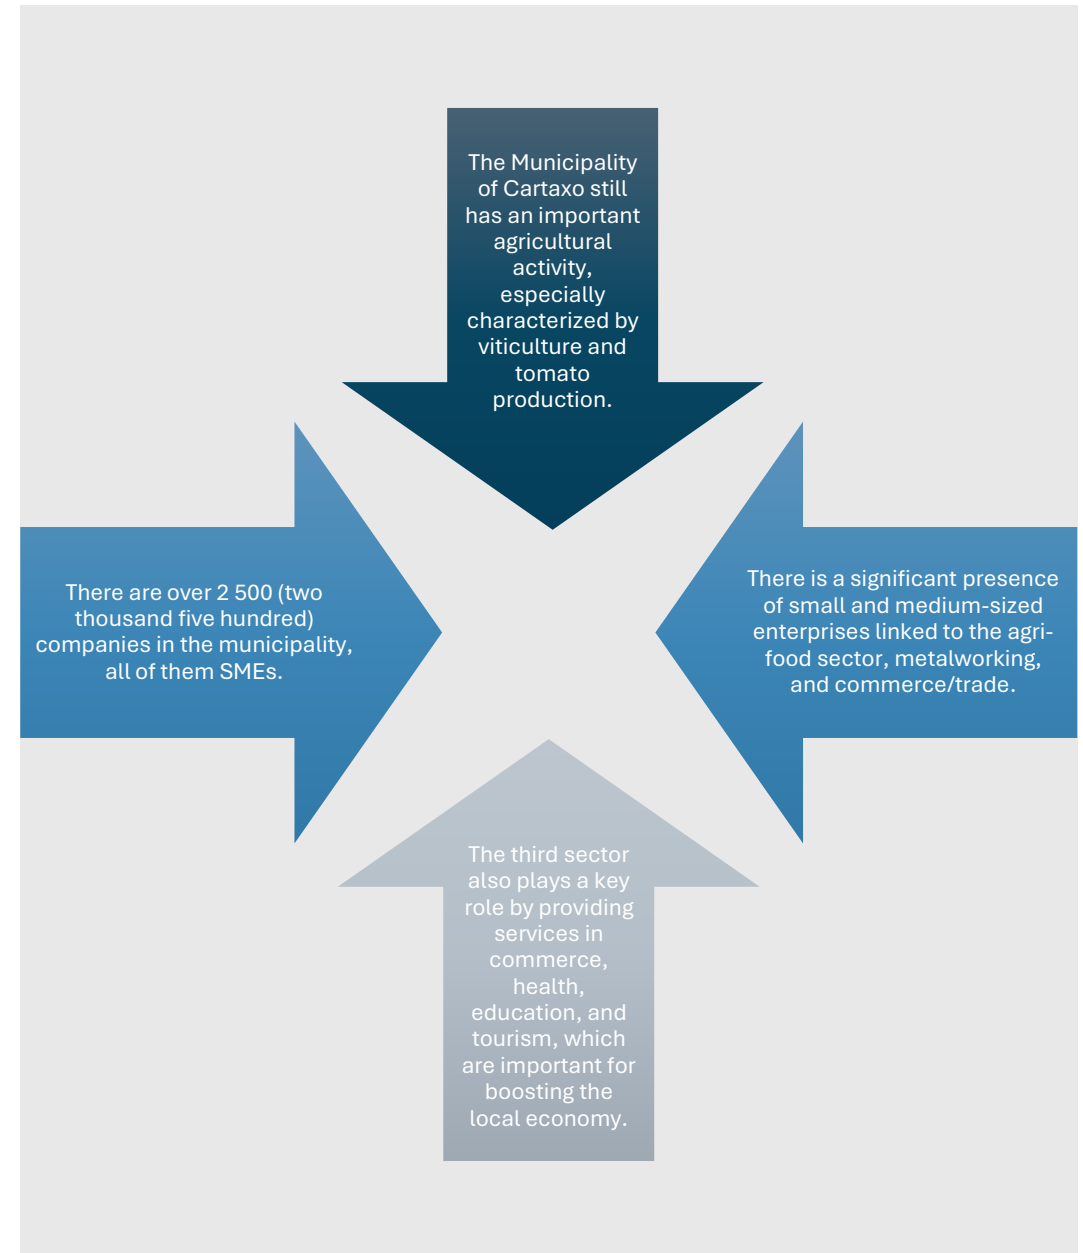 The Municipality
of Cartaxo still
has an important
agricultural
activity,
especially
characterized by
viticulture and
tomato
production.
There are over 2 500 (two
thousand five hundred)
companies in the municipality,
all of them SMEs.
There is a significant presence
of small and medium-sized
enterprises linked to the agri-
food sector, metalworking,
and commerce/trade.
The third sector
also plays a key
role by providing
services in
commerce,
health,
education, and
tourism, which
are important for
boosting the
local economy.